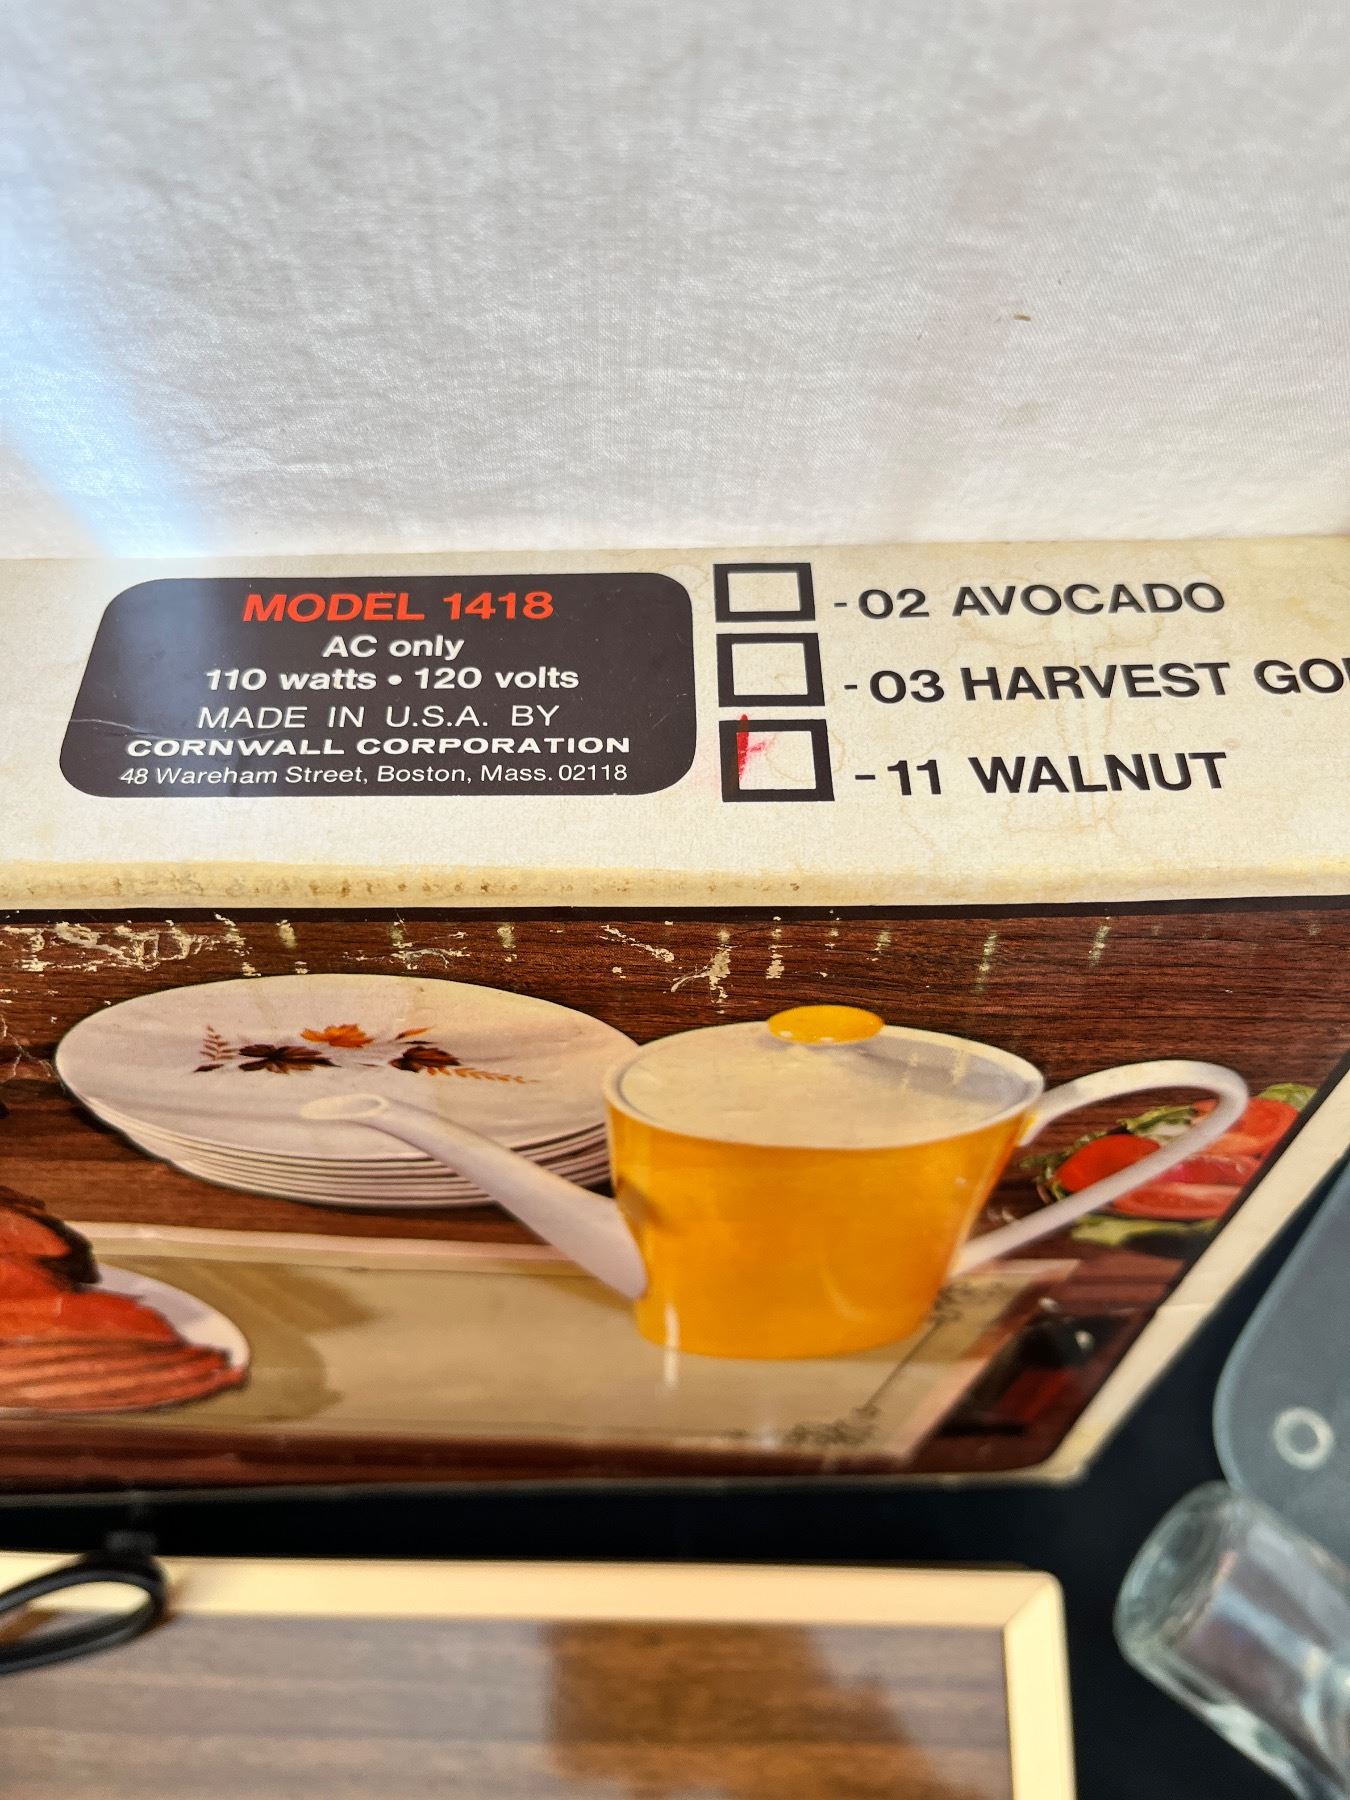 MODEL 1418
AC only
110 watts • 120 volts
MADE IN U.S.A. BY
CORNWALL CORPORATION
48 Wareham Street, Boston, Mass. 02118
-02 AVOCADO
-03 HARVEST
-11 WALNUT